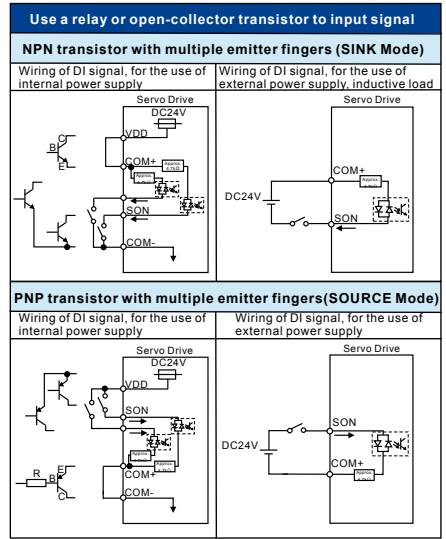 Use a relay or open-collector transistor to input signal
NPN transistor with multiple emitter fingers (SINK Mode)
Wiring of DI signal, for the use of
internal power supply
Wiring of DI signal, for the use of
external power supply, inductive load
Servo Drive
DC24V
VDD
C
B
E
COM+
Approx.
4.7kΩ
Approx.
SON
COM-
Servo Drive
COM+
Approx.
DC24V
SON
PNP transistor with multiple emitter fingers(SOURCE Mode)
Wiring of DI signal, for the use of
internal power supply
Wiring of DI signal, for the use of
external power supply
Servo Drive
DC24V
VDD
SON
Approx.
Approx.
COM+
R
E
B
C
COM-
Servo Drive
SON
DC24V
COM+
Approx.